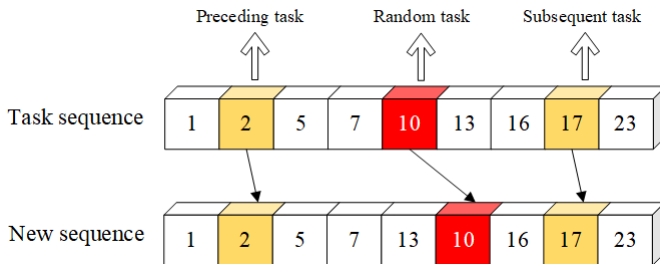 Preceding task Random task Subsequent task
Task sequence 1 2 5 7 10 13 16 17 23
New sequence 1 2 5 7 13 10 16 17 23